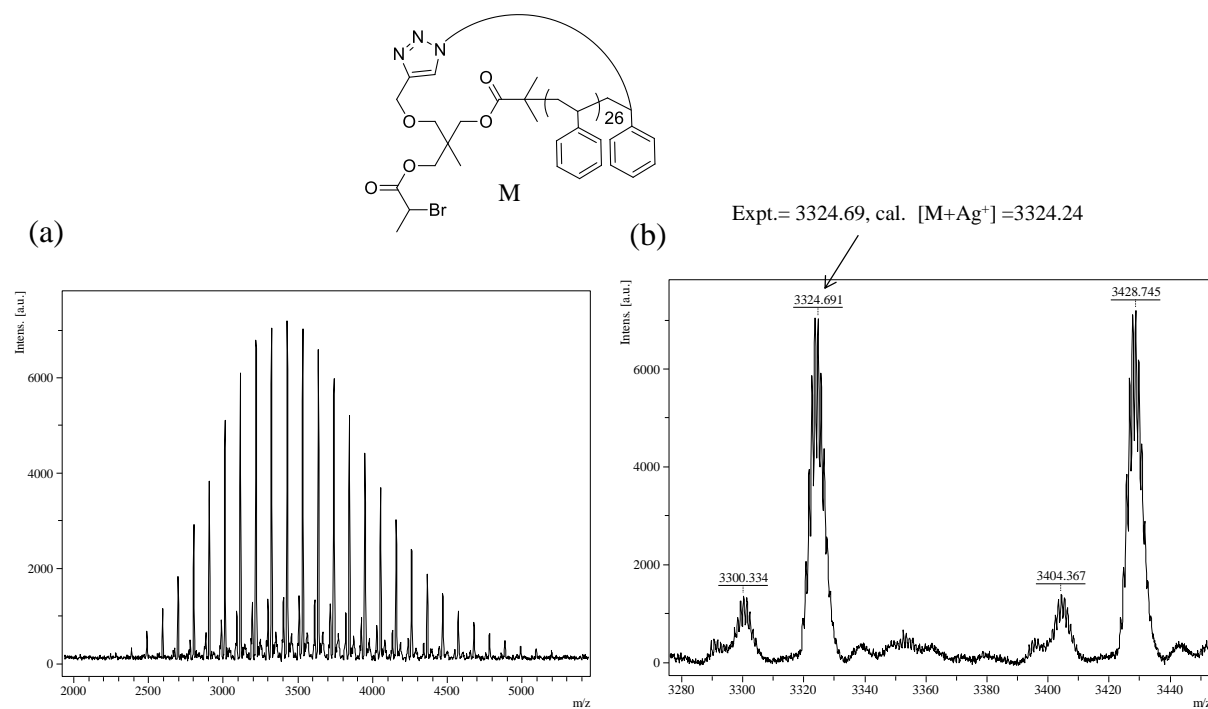 N
N
N
O
O
O
26
O
O
Br
M
Expt.= 3324.69, cal. [M+Ag⁺] =3324.24
(a)
(b)
Intens. [a.u.]
6000
4000
2000
0
2000 2500 3000 3500 4000 4500 5000
m/z
Intens. [a.u.]
3324.691
3428.745
3300.334
3404.367
6000
4000
2000
0
3280 3300 3320 3340 3360 3380 3400 3420 3440
m/z